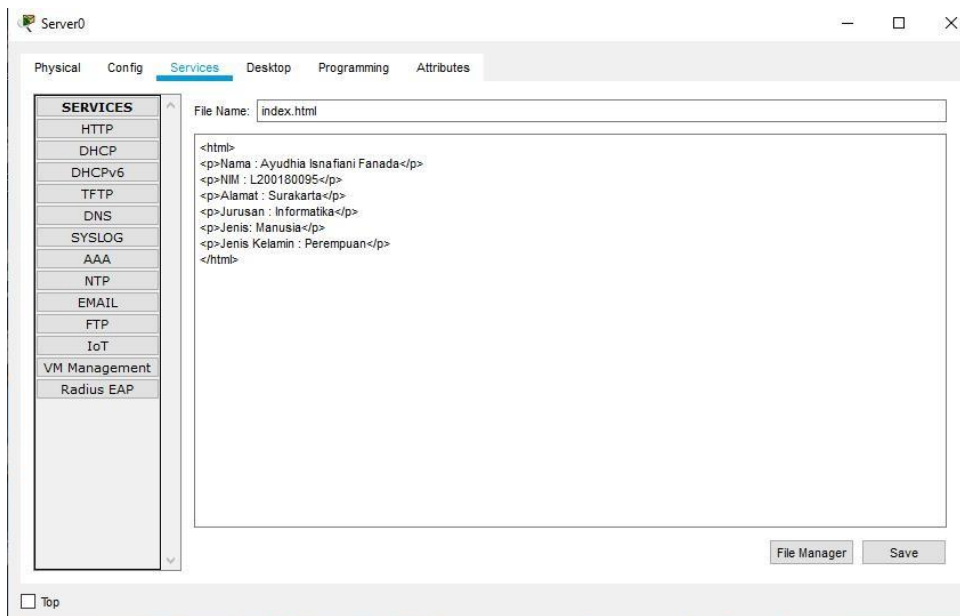 Server0
Physical Config Services Desktop Programming Attributes
SERVICES
HTTP
DHCP
DHCPv6
TFTP
DNS
SYSLOG
AAA
NTP
EMAIL
FTP
IoT
VM Management
Radius EAP
File Name: index.html
<html>
<p>Nama : Ayudhia Isnafiani Fanada</p>
<p>NIM : L200180095</p>
<p>Alamat : Surakarta</p>
<p>Jurusan : Informatika</p>
<p>Jenis: Manusia</p>
<p>Jenis Kelamin : Perempuan</p>
</html>
File Manager Save
Top